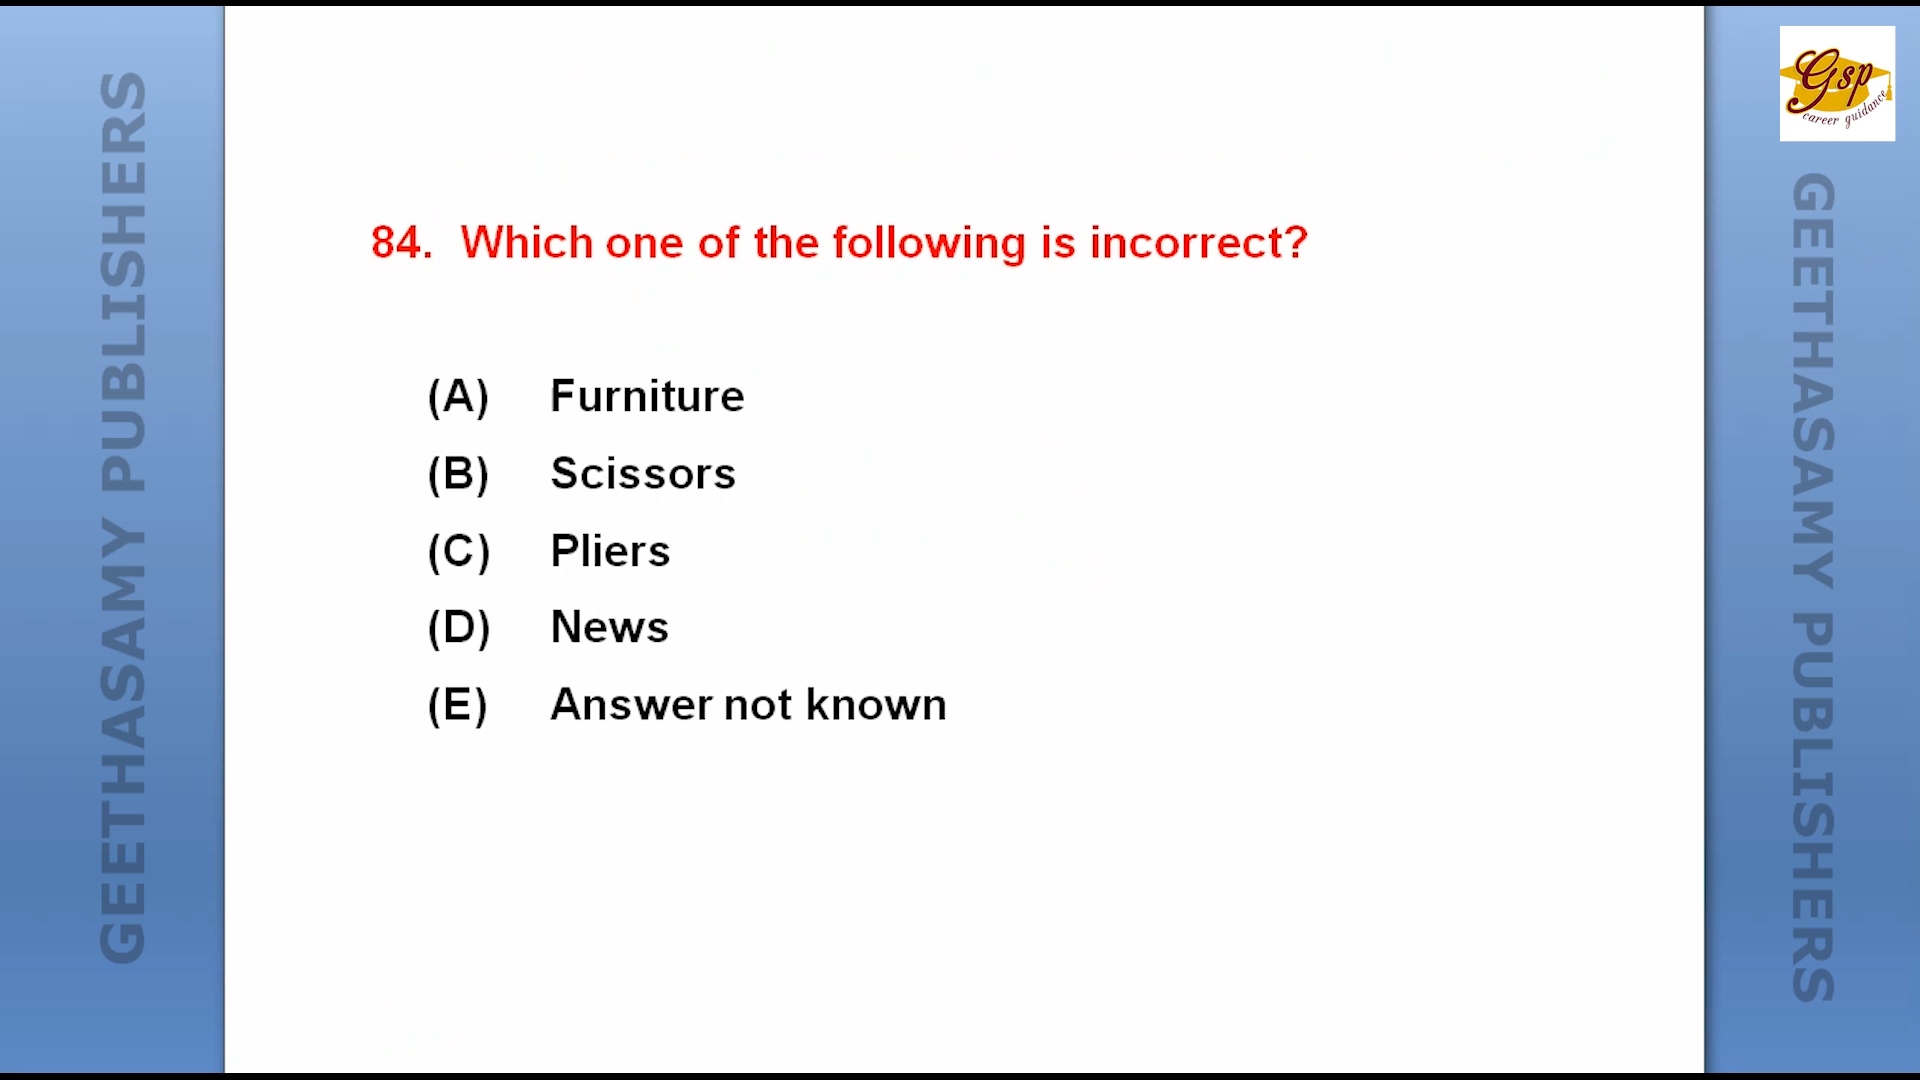 GEETHASAMY PUBLISHERS
Gsp
career guidance
84. Which one of the following is incorrect?
(A) Furniture
(B) Scissors
(C) Pliers
(D) News
(E) Answer not known
GEETHASAMY PUBLISHERS